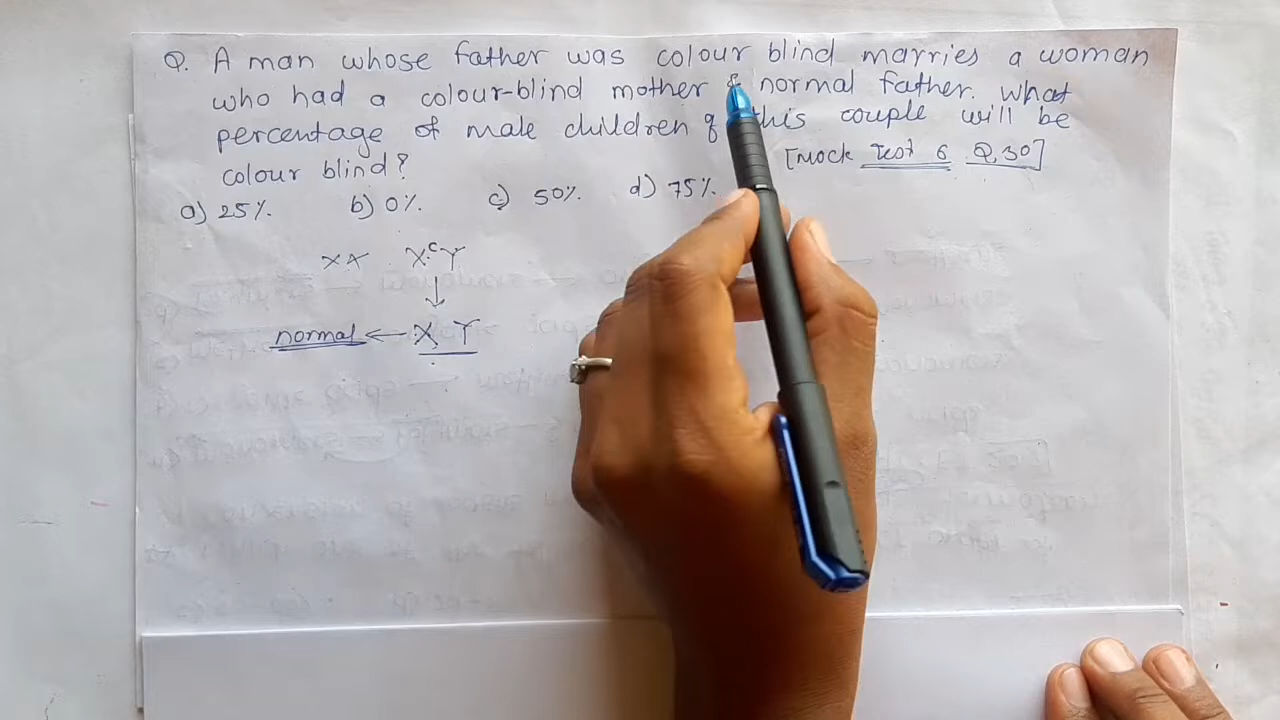 Q. A man whose father was colour blind marries a woman
who had a colour-blind mother & normal father. What
percentage of male children of this couple will be
colour blind?
[Mock Test 6 Q.30]
a) 25%. b) 0%. c) 50%. d) 75%.
XX XᶜY
normal ← XY